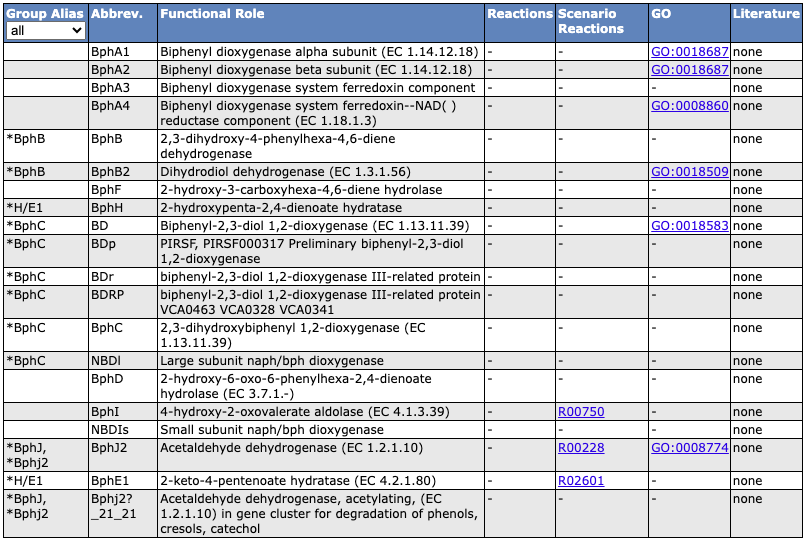 Group Alias Abbrev. Functional Role Reactions Scenario Reactions GO Literature
all
BphA1 Biphenyl dioxygenase alpha subunit (EC 1.14.12.18) - - GO:0018687 none
BphA2 Biphenyl dioxygenase beta subunit (EC 1.14.12.18) - - GO:0018687 none
BphA3 Biphenyl dioxygenase system ferredoxin component - - - none
BphA4 Biphenyl dioxygenase system ferredoxin--NAD( ) - - GO:0008860 none
reductase component (EC 1.18.1.3)
*BphB BphB 2,3-dihydroxy-4-phenylhexa-4,6-diene - - - none
dehydrogenase
*BphB BphB2 Dihydrodiol dehydrogenase (EC 1.3.1.56) - - GO:0018509 none
BphF 2-hydroxy-3-carboxyhexa-4,6-diene hydrolase - - - none
*H/E1 BphH 2-hydroxypenta-2,4-dienoate hydratase - - - none
*BphC BD Biphenyl-2,3-diol 1,2-dioxygenase (EC 1.13.11.39) - - GO:0018583 none
*BphC BDp PIRSF, PIRSF000317 Preliminary biphenyl-2,3-diol - - - none
1,2-dioxygenase
*BphC BDr biphenyl-2,3-diol 1,2-dioxygenase III-related protein - - - none
*BphC BDRP biphenyl-2,3-diol 1,2-dioxygenase III-related protein - - - none
VCA0463 VCA0328 VCA0341
*BphC BphC 2,3-dihydroxybiphenyl 1,2-dioxygenase (EC - - - none
1.13.11.39)
*BphC NBDl Large subunit naph/bph dioxygenase - - - none
BphD 2-hydroxy-6-oxo-6-phenylhexa-2,4-dienoate - - - none
hydrolase (EC 3.7.1.-)
BphI 4-hydroxy-2-oxovalerate aldolase (EC 4.1.3.39) - R00750 - none
NBDIs Small subunit naph/bph dioxygenase - - - none
*BphJ, BphJ2 Acetaldehyde dehydrogenase (EC 1.2.1.10) - R00228 GO:0008774 none
*Bphj2
*H/E1 BphE1 2-keto-4-pentenoate hydratase (EC 4.2.1.80) - R02601 - none
*BphJ, Bphj2? Acetaldehyde dehydrogenase, acetylating, (EC - - - none
*Bphj2 _21_21 1.2.1.10) in gene cluster for degradation of phenols,
cresols, catechol